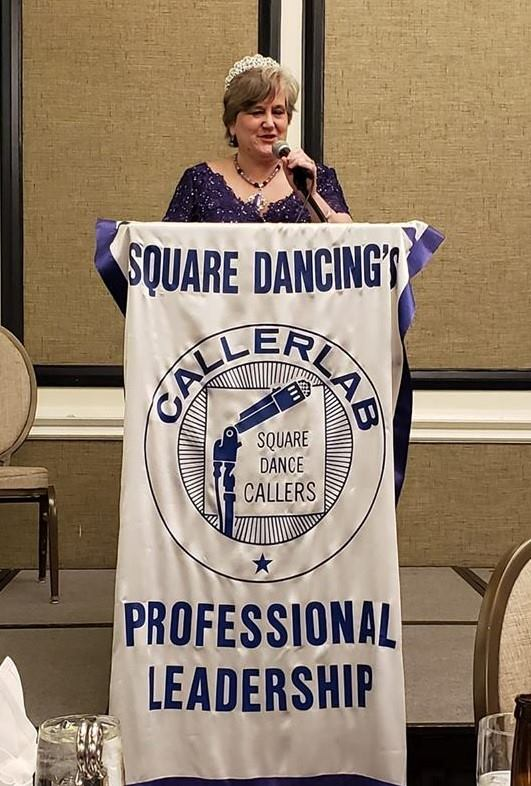 SQUARE DANCING'S
CALLERLAB
SQUARE
DANCE
CALLERS
PROFESSIONAL
LEADERSHIP